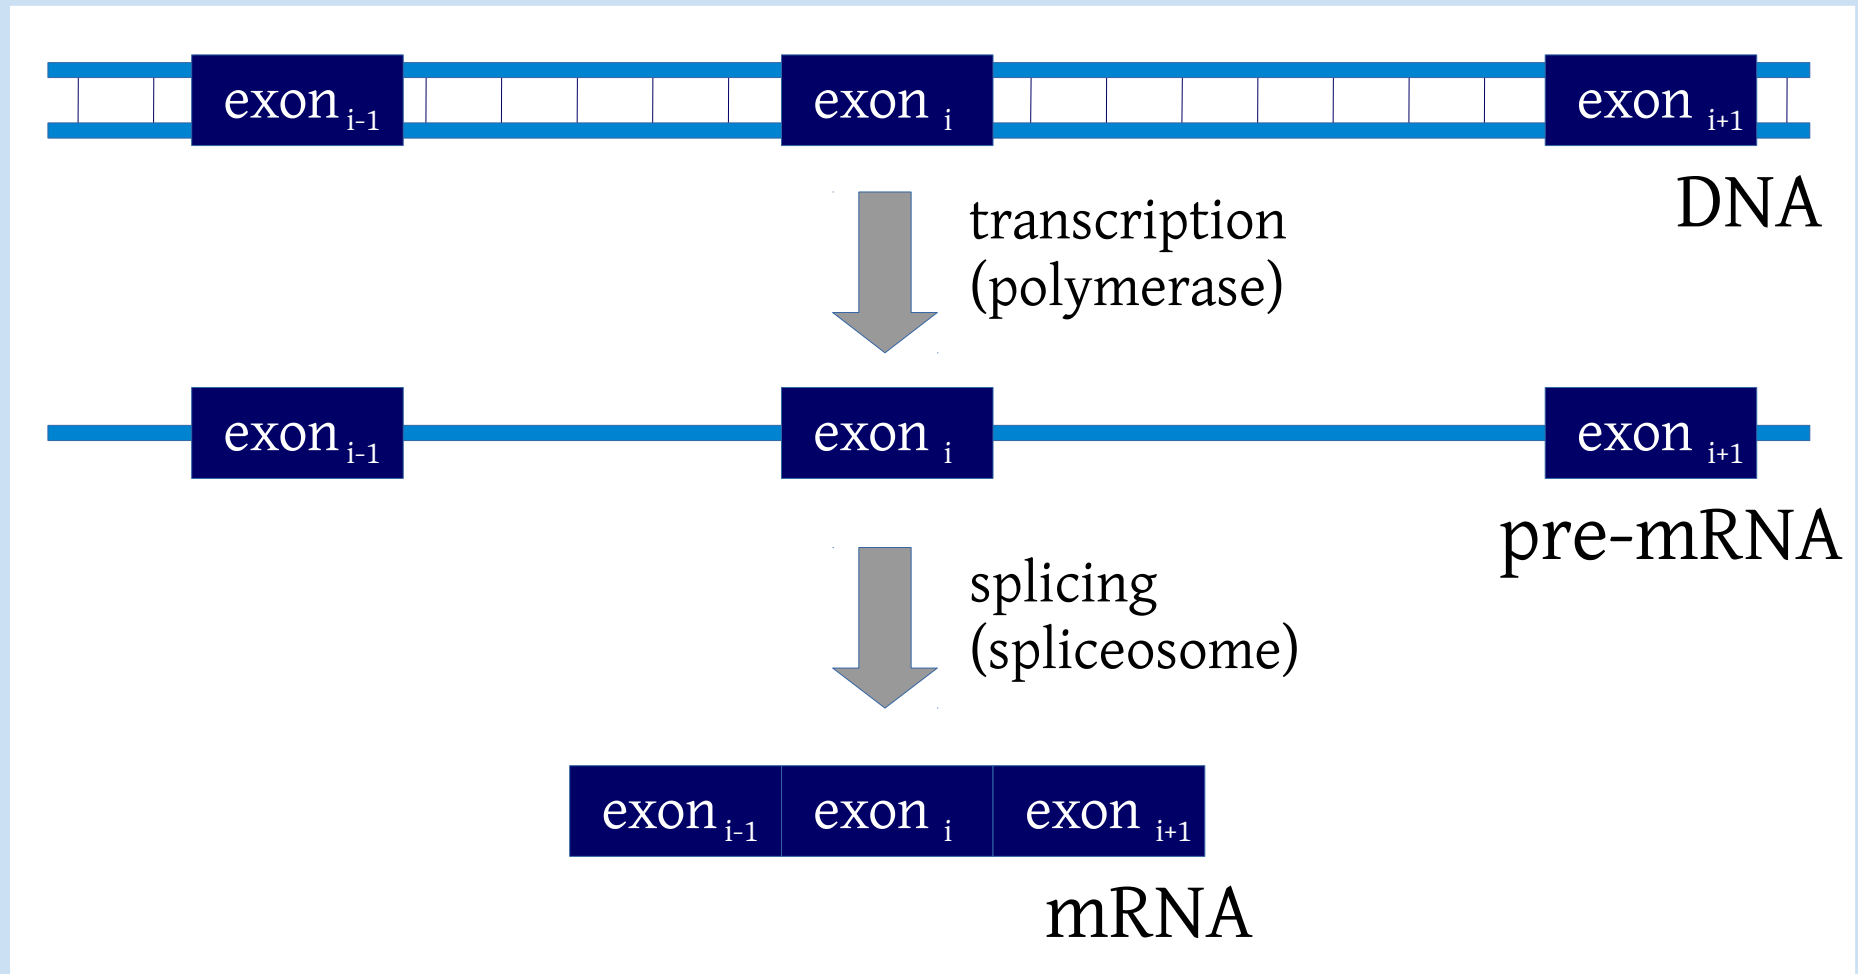 exon i-1 exon i exon i+1
DNA
transcription
(polymerase)
exon i-1 exon i exon i+1
pre-mRNA
splicing
(spliceosome)
exon i-1 exon i exon i+1
mRNA